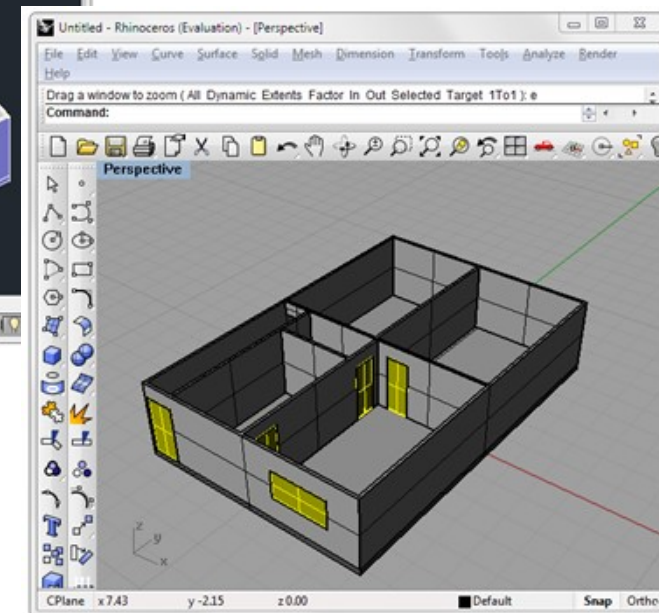 Untitled - Rhinoceros (Evaluation) - [Perspective]
File Edit View Curve Surface Solid Mesh Dimension Transform Tools Analyze Render
Help
Drag a window to zoom ( All Dynamic Extents Factor In Out Selected Target 1To1 ): e
Command:
Perspective
z
y
x
CPlane x 7.43 y -2.15 z 0.00 Default Snap Ortho